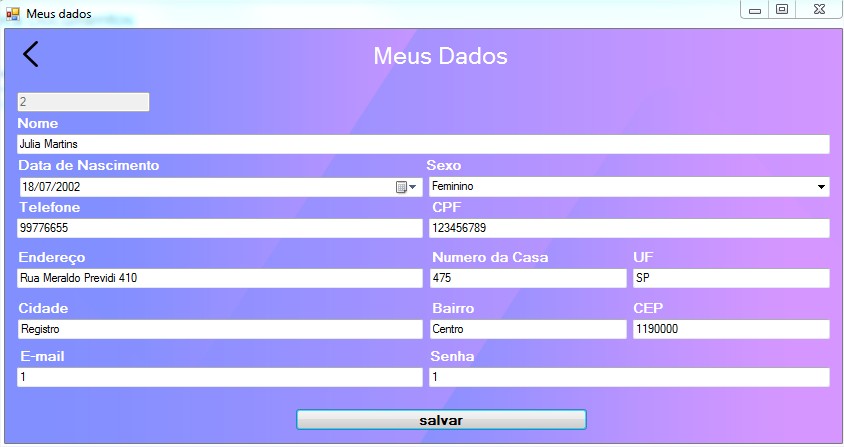 Meus dados
Meus Dados
2
Nome
Julia Martins
Data de Nascimento Sexo
18/07/2002 Feminino
Telefone CPF
99776655 123456789
Endereço Numero da Casa UF
Rua Meraldo Previdi 410 475 SP
Cidade Bairro CEP
Registro Centro 1190000
E-mail Senha
1 1
salvar